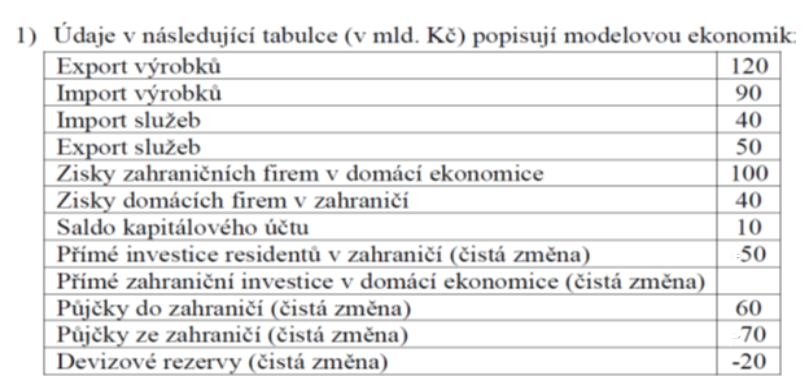 1) Údaje v následující tabulce (v mld. Kč) popisují modelovou ekonomik
Export výrobků 120
Import výrobků 90
Import služeb 40
Export služeb 50
Zisky zahraničních firem v domácí ekonomice 100
Zisky domácích firem v zahraničí 40
Saldo kapitálového účtu 10
Přímé investice residentů v zahraničí (čistá změna) 50
Přímé zahraniční investice v domácí ekonomice (čistá změna)
Půjčky do zahraničí (čistá změna) 60
Půjčky ze zahraničí (čistá změna) 70
Devizové rezervy (čistá změna) -20